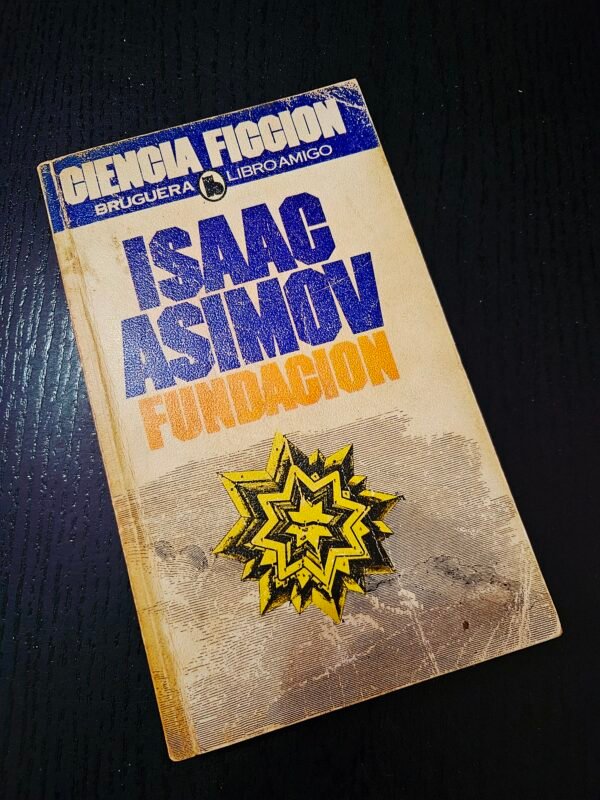 CIENCIA FICCION
BRUGUERA LIBRO AMIGO
ISAAC
ASIMOV
FUNDACION